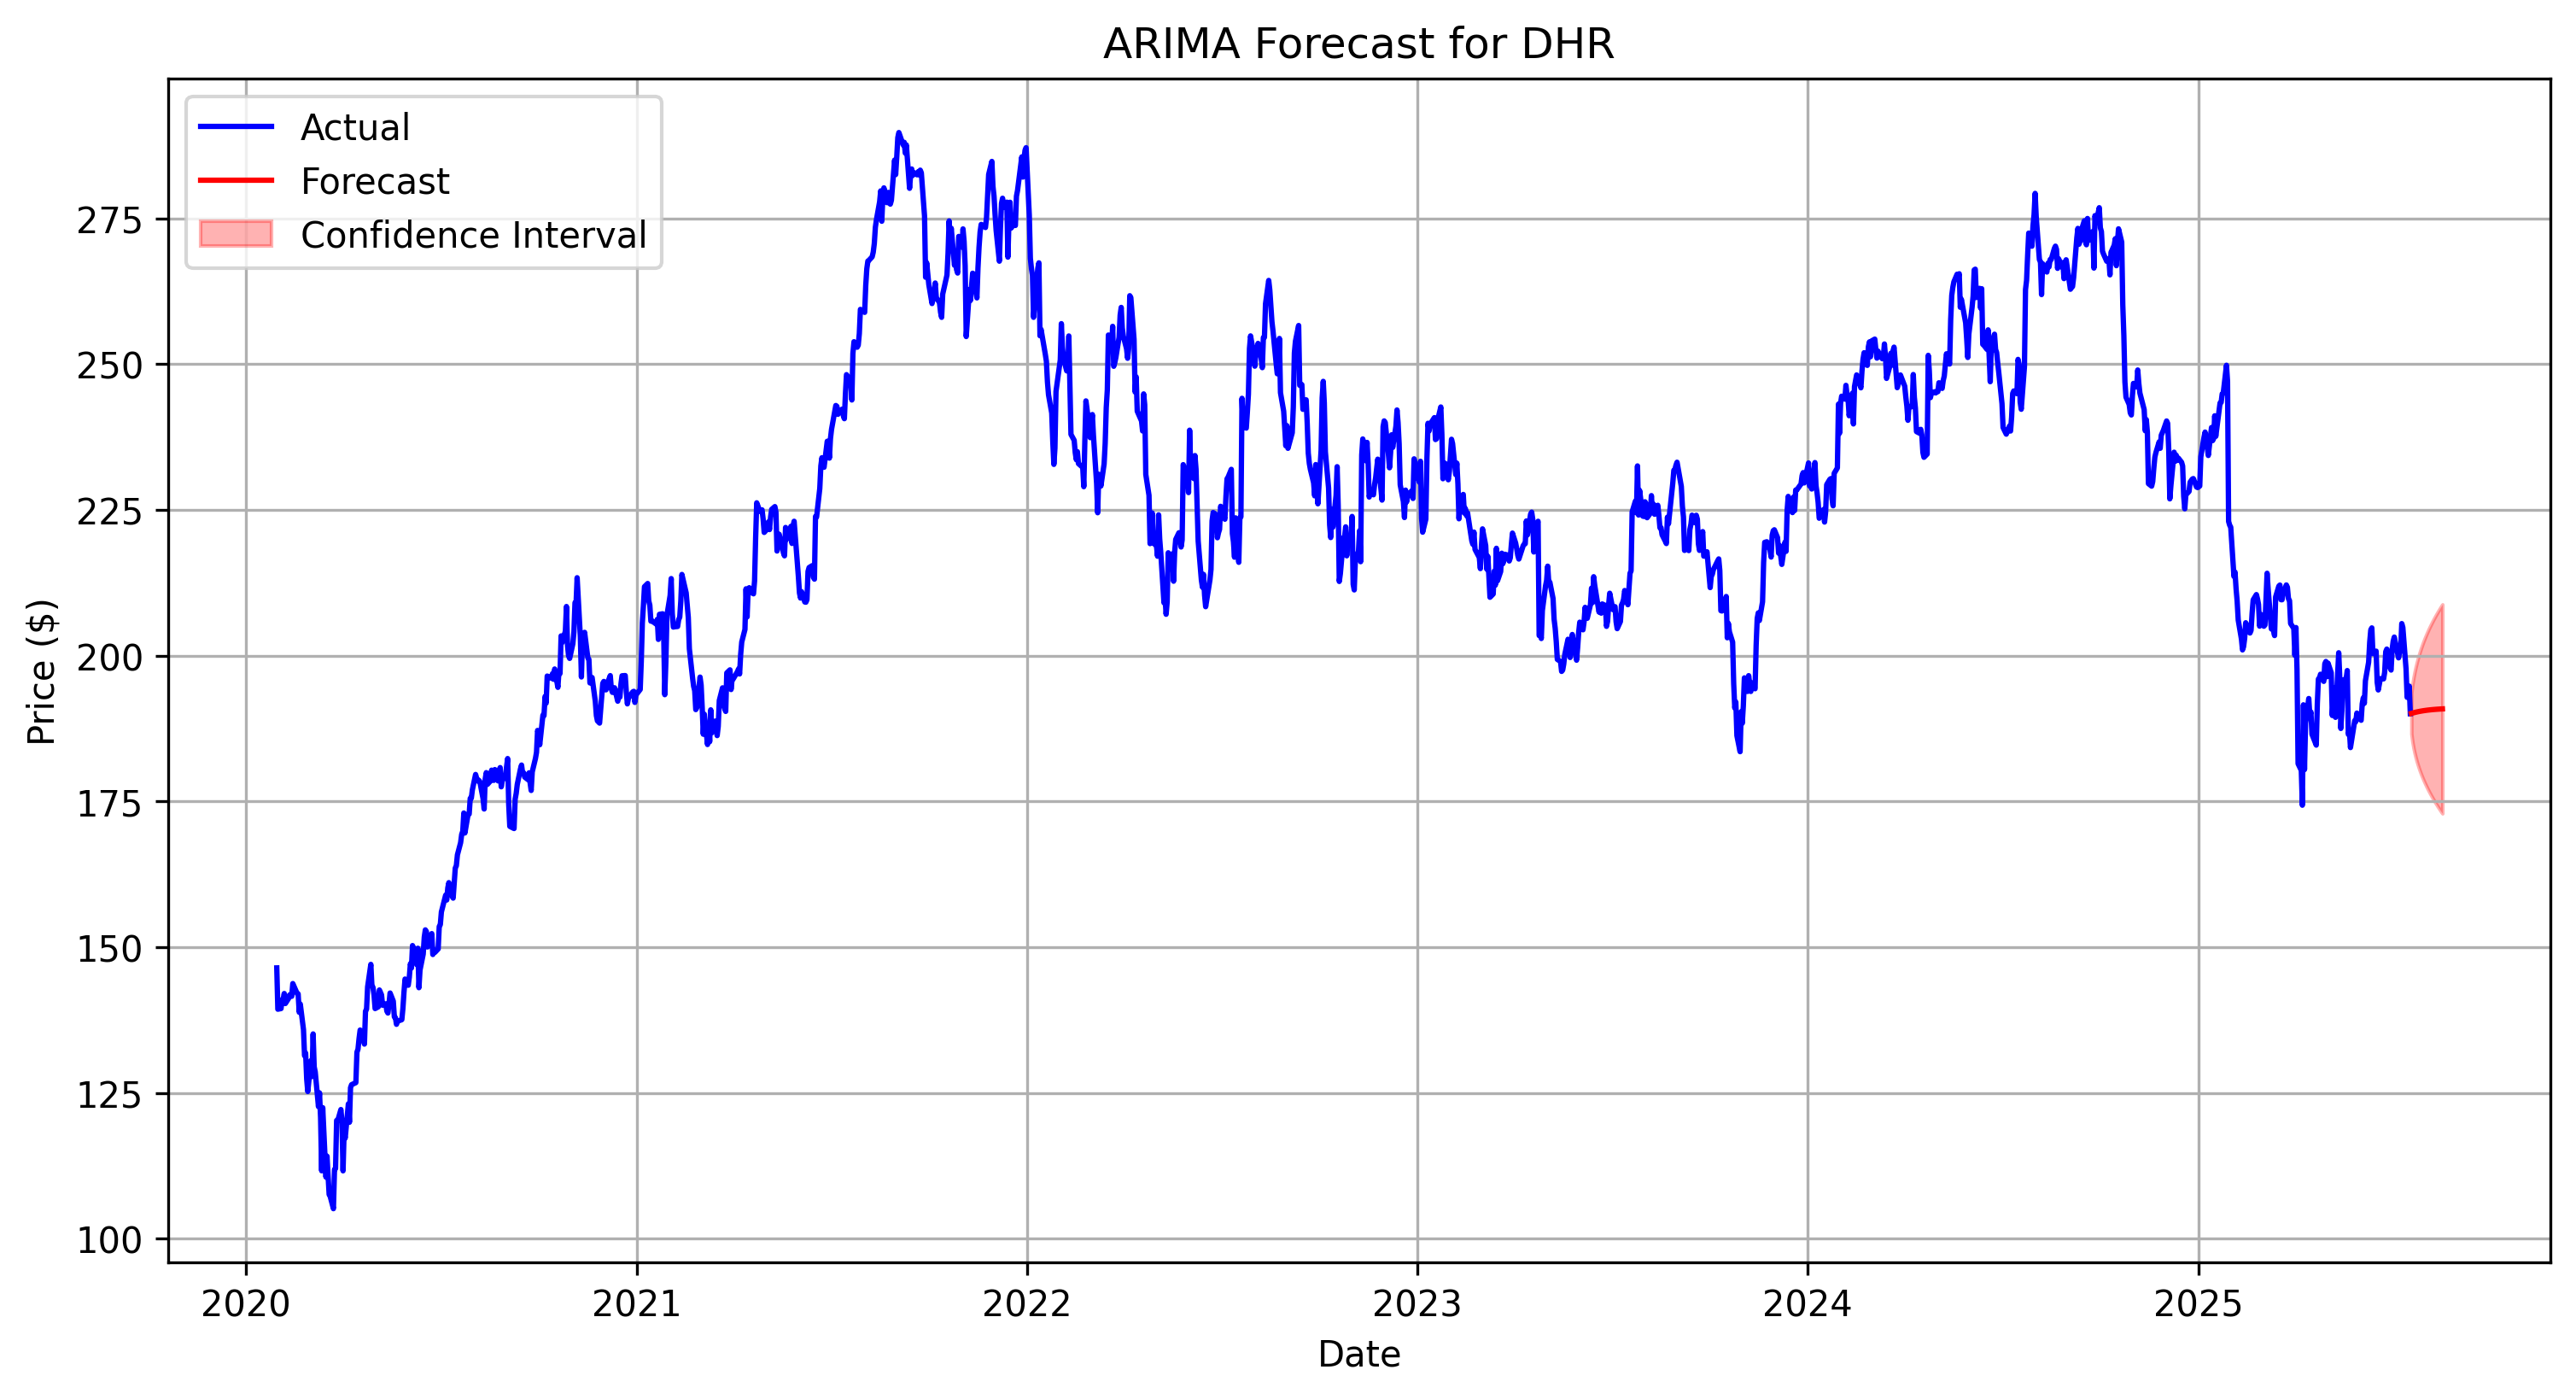 ARIMA Forecast for DHR
Actual
Forecast
Confidence Interval
Price ($)
275
250
225
200
175
150
125
100
2020 2021 2022 2023 2024 2025
Date